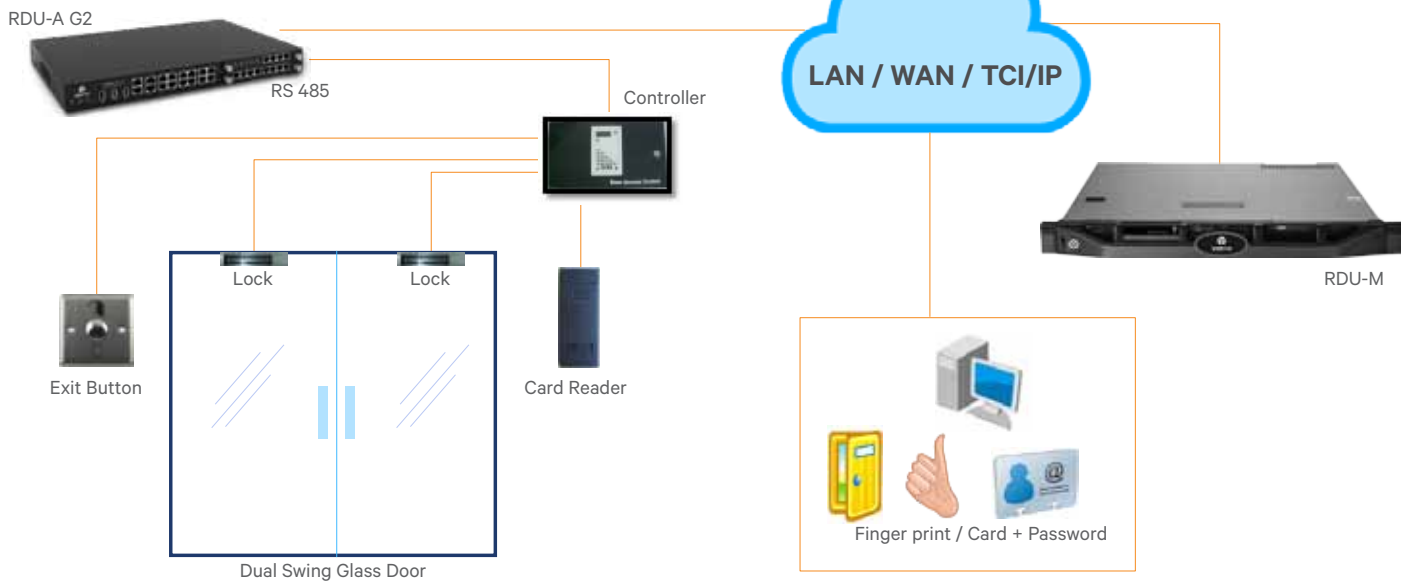 RDU-A G2
RS 485
Controller
LAN / WAN / TCI/IP
RDU-M
Lock
Lock
Exit Button
Card Reader
Finger print / Card + Password
Dual Swing Glass Door